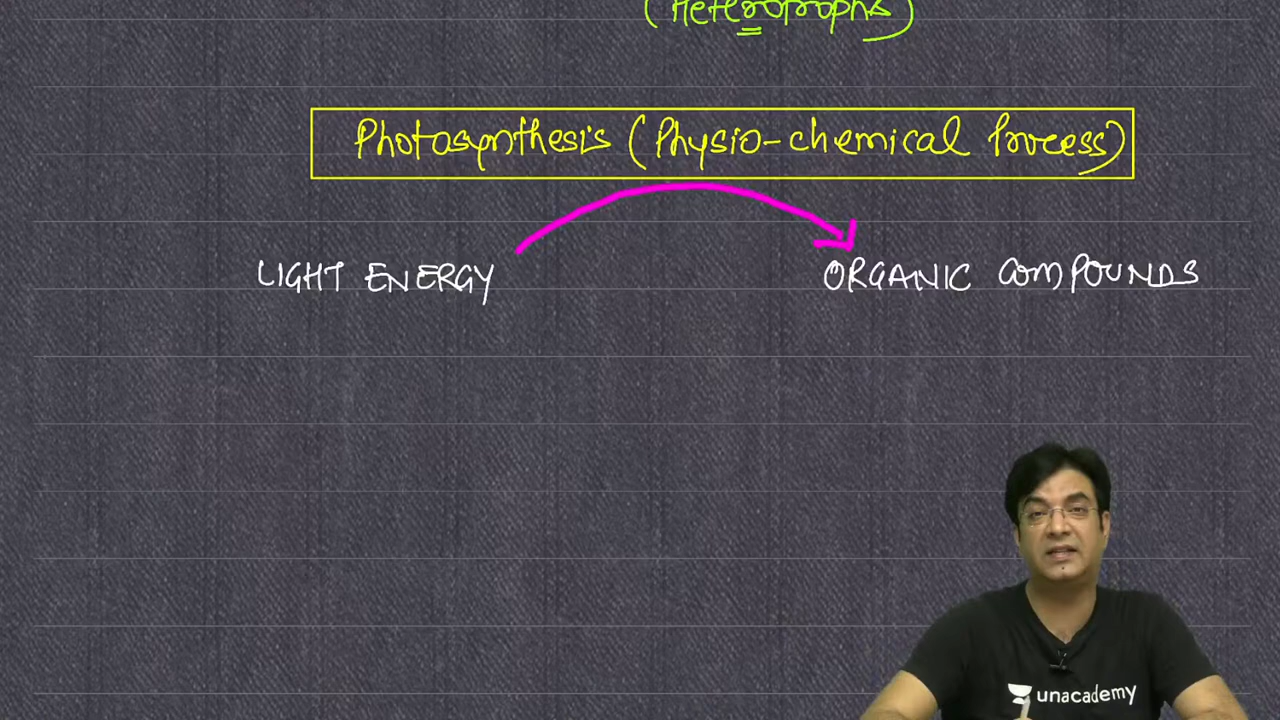 (Heterotrophs)
Photosynthesis (Physio-chemical Process)
LIGHT ENERGY
ORGANIC COMPOUNDS
unacademy